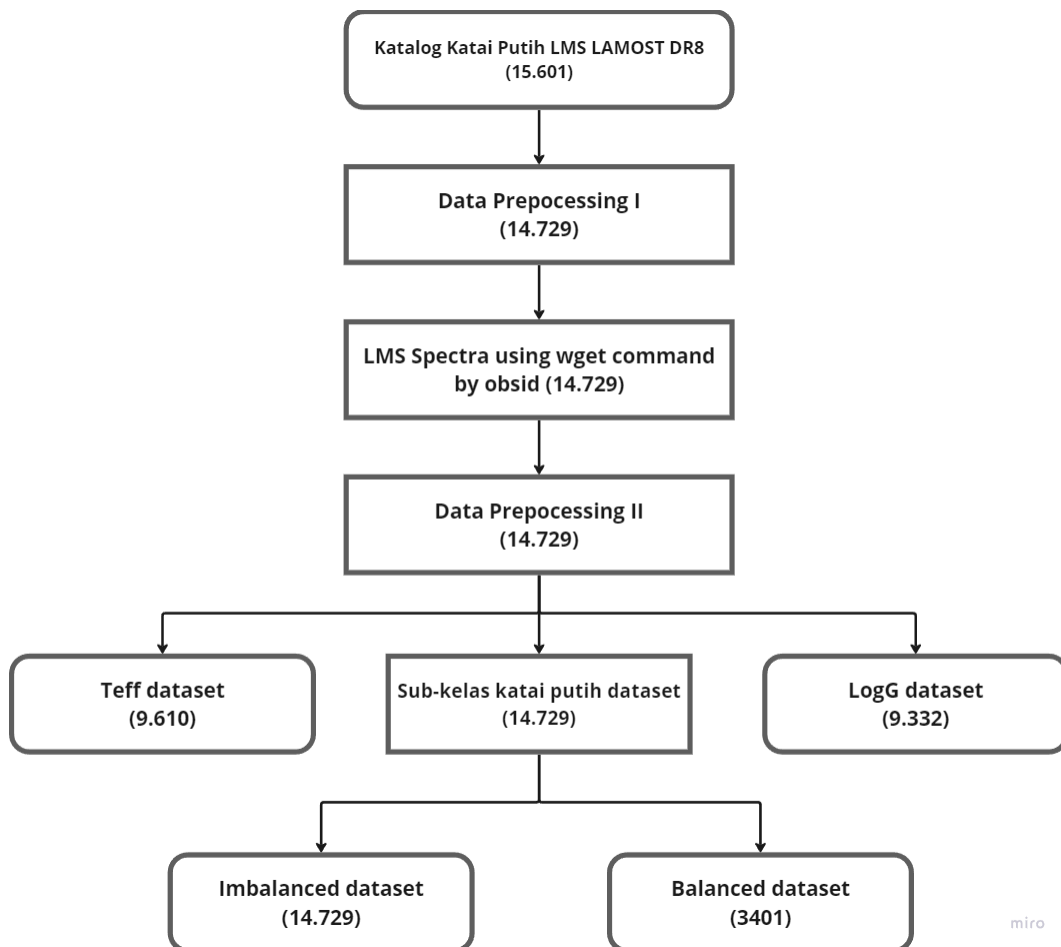 Katalog Katai Putih LMS LAMOST DR8
(15.601)
Data Prepocessing I
(14.729)
LMS Spectra using wget command
by obsid (14.729)
Data Prepocessing II
(14.729)
Teff dataset
(9.610)
Sub-kelas katai putih dataset
(14.729)
LogG dataset
(9.332)
Imbalanced dataset
(14.729)
Balanced dataset
(3401)
miro